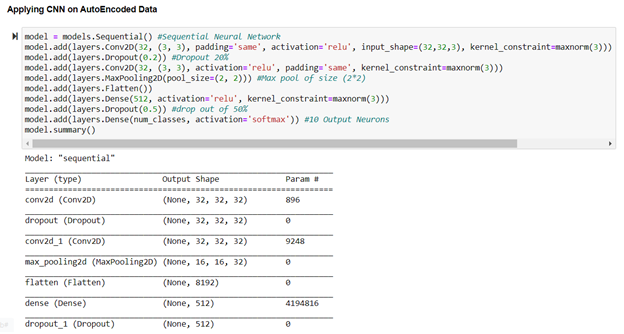 Applying CNN on AutoEncoded Data
model = models.Sequential() #Sequential Neural Network
model.add(layers.Conv2D(32, (3, 3), padding='same', activation='relu', input_shape=(32,32,3), kernel_constraint=maxnorm(3)))
model.add(layers.Dropout(0.2)) #Dropout 20%
model.add(layers.Conv2D(32, (3, 3), activation='relu', padding='same', kernel_constraint=maxnorm(3)))
model.add(layers.MaxPooling2D(pool_size=(2, 2))) #Max pool of size (2*2)
model.add(layers.Flatten())
model.add(layers.Dense(512, activation='relu', kernel_constraint=maxnorm(3)))
model.add(layers.Dropout(0.5)) #drop out of 50%
model.add(layers.Dense(num_classes, activation='softmax')) #10 Output Neurons
model.summary()
Model: "sequential"
Layer (type) Output Shape Param #
conv2d (Conv2D) (None, 32, 32, 32) 896
dropout (Dropout) (None, 32, 32, 32) 0
conv2d_1 (Conv2D) (None, 32, 32, 32) 9248
max_pooling2d (MaxPooling2D) (None, 16, 16, 32) 0
flatten (Flatten) (None, 8192) 0
dense (Dense) (None, 512) 4194816
dropout_1 (Dropout) (None, 512) 0